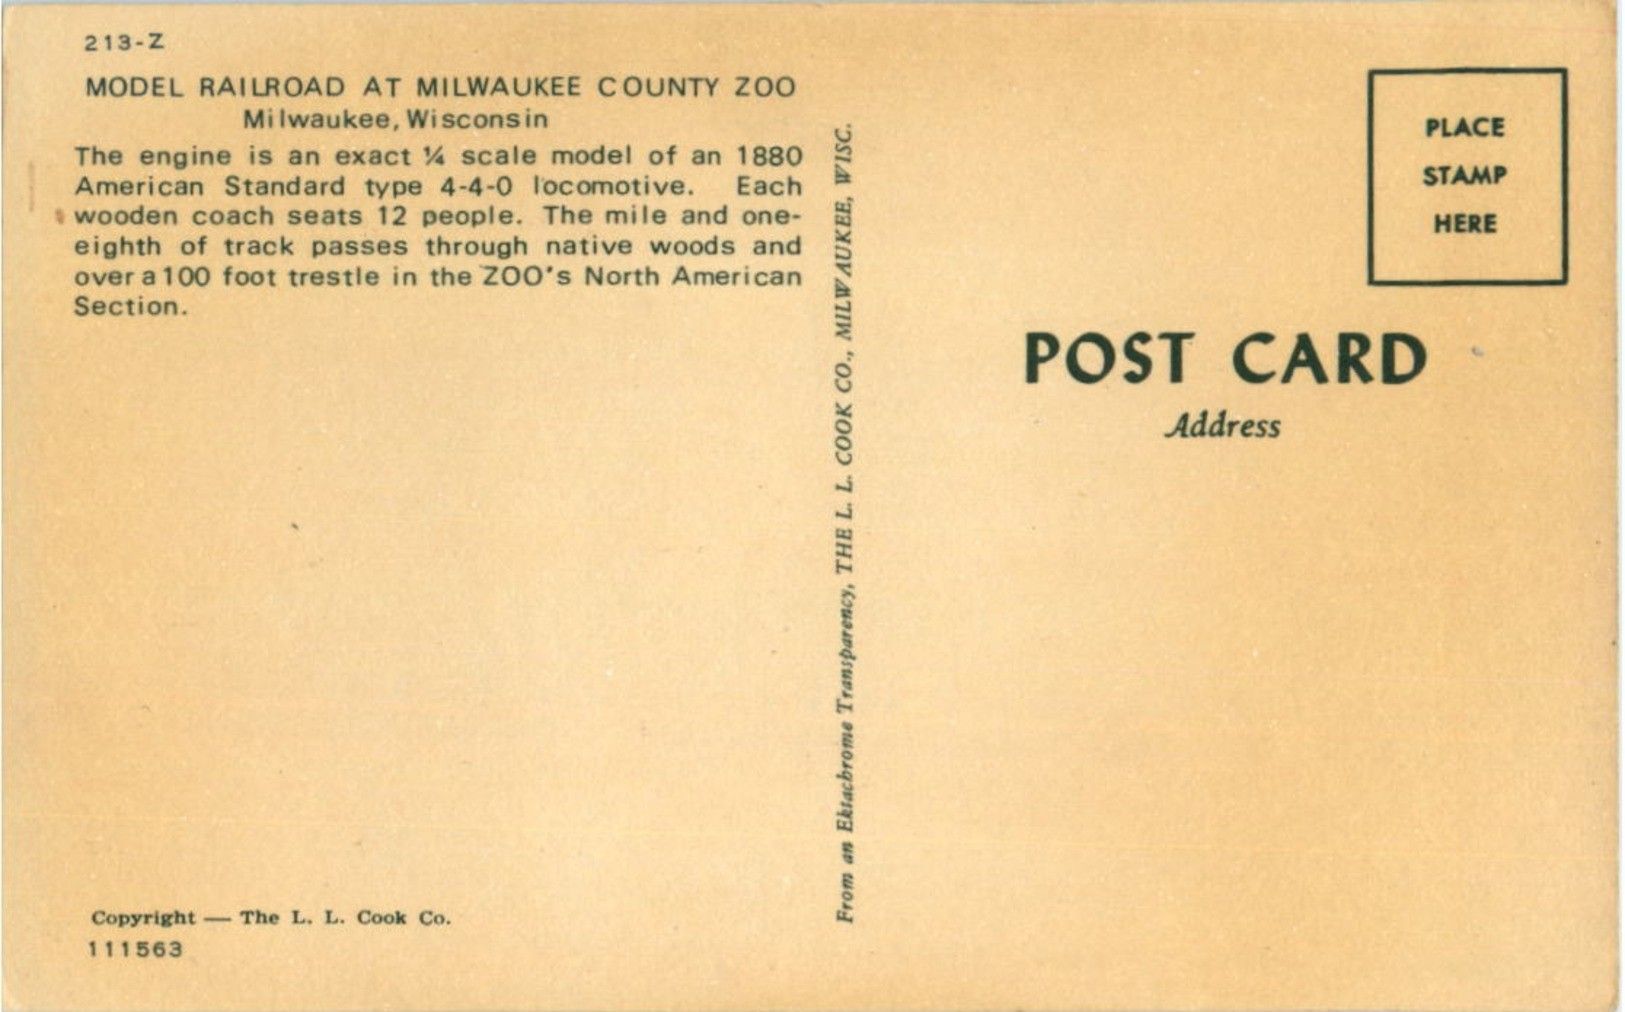 213-Z
MODEL RAILROAD AT MILWAUKEE COUNTY ZOO
Milwaukee, Wisconsin
The engine is an exact ¼ scale model of an 1880
American Standard type 4-4-0 locomotive. Each
wooden coach seats 12 people. The mile and one-
eighth of track passes through native woods and
over a 100 foot trestle in the ZOO's North American
Section.
Copyright — The L. L. Cook Co.
111563
From an Ektachrome Transparency, THE L. L. COOK CO., MILWAUKEE, WISC.
PLACE
STAMP
HERE
POST CARD
Address